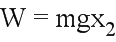 W = mgx₂